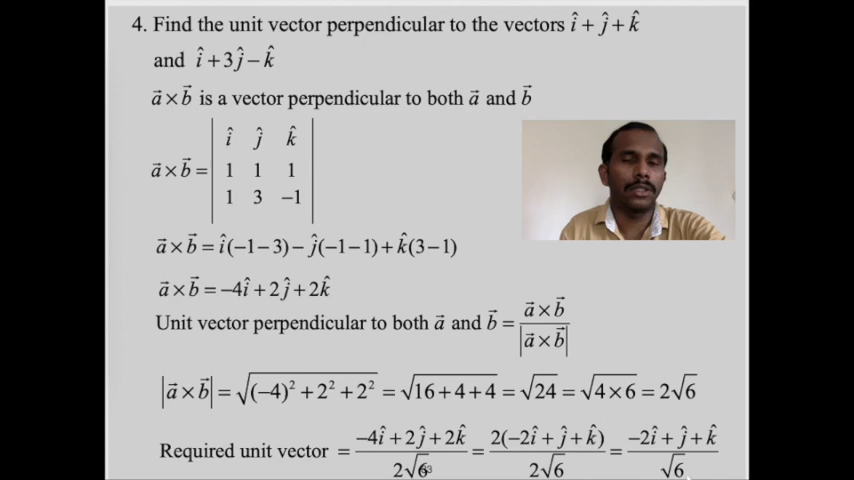 4. Find the unit vector perpendicular to the vectors î + ĵ + k̂
and î + 3ĵ − k̂
a⃗ × b⃗ is a vector perpendicular to both a⃗ and b⃗
a⃗ × b⃗ = | î ĵ k̂ |
| 1 1 1 |
| 1 3 −1 |
a⃗ × b⃗ = î(−1−3) − ĵ(−1−1) + k̂(3−1)
a⃗ × b⃗ = −4î + 2ĵ + 2k̂
Unit vector perpendicular to both a⃗ and b⃗ = (a⃗ × b⃗) / |a⃗ × b⃗|
|a⃗ × b⃗| = √((−4)² + 2² + 2²) = √(16+4+4) = √24 = √(4×6) = 2√6
Required unit vector = (−4î + 2ĵ + 2k̂) / 2√6 = 2(−2î + ĵ + k̂) / 2√6 = (−2î + ĵ + k̂) / √6